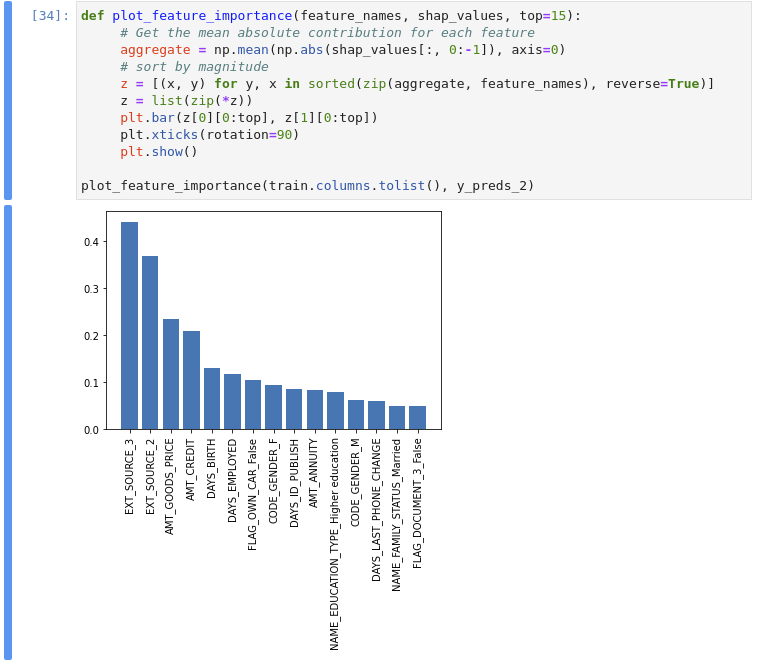 [34]: def plot_feature_importance(feature_names, shap_values, top=15):
# Get the mean absolute contribution for each feature
aggregate = np.mean(np.abs(shap_values[:, 0:-1]), axis=0)
# sort by magnitude
z = [(x, y) for y, x in sorted(zip(aggregate, feature_names), reverse=True)]
z = list(zip(*z))
plt.bar(z[0][0:top], z[1][0:top])
plt.xticks(rotation=90)
plt.show()
plot_feature_importance(train.columns.tolist(), y_preds_2)
0.4
0.3
0.2
0.1
0.0
EXT_SOURCE_3
EXT_SOURCE_2
AMT_GOODS_PRICE
AMT_CREDIT
DAYS_BIRTH
DAYS_EMPLOYED
FLAG_OWN_CAR_False
CODE_GENDER_F
DAYS_ID_PUBLISH
AMT_ANNUITY
NAME_EDUCATION_TYPE_Higher education
CODE_GENDER_M
DAYS_LAST_PHONE_CHANGE
NAME_FAMILY_STATUS_Married
FLAG_DOCUMENT_3_False